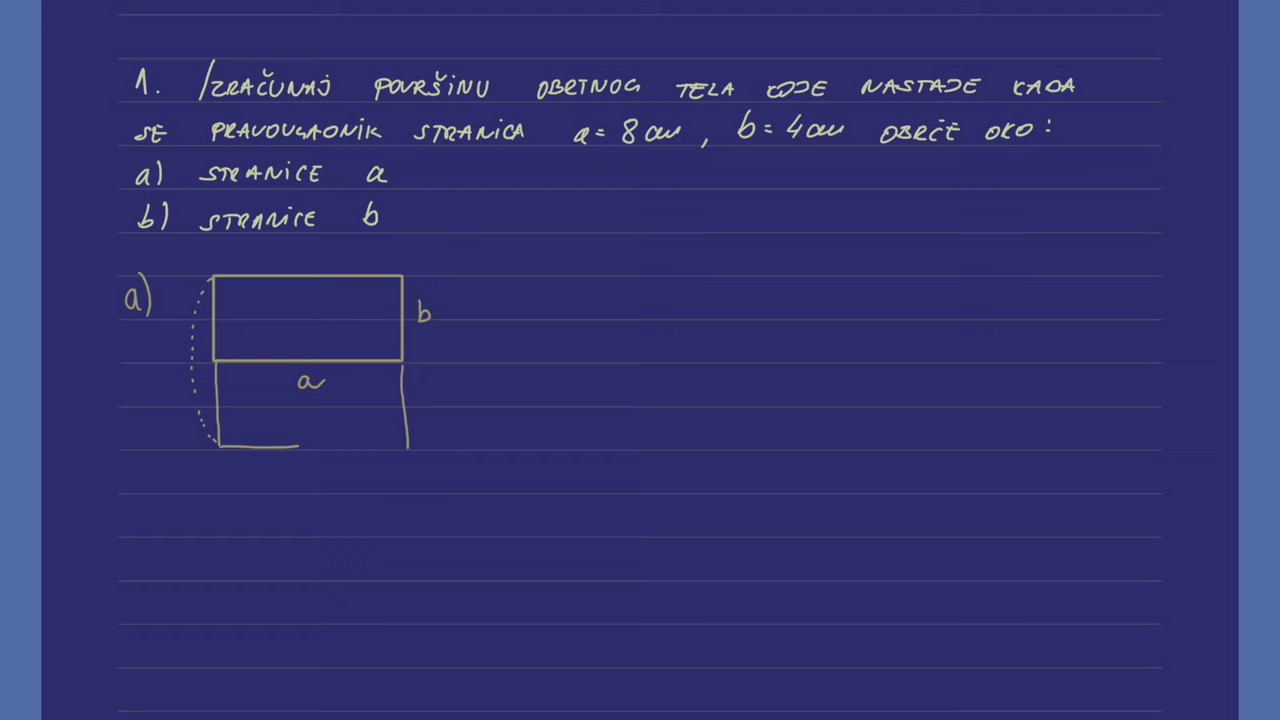 1. IZRAČUNAJ POVRŠINU OBRTNOG TELA KOJE NASTAJE KADA
SE PRAVOUGAONIK STRANICA a = 8 cm , b = 4 cm OBRĆE OKO :
a) STRANICE a
b) STRANICE b
a)
b
a